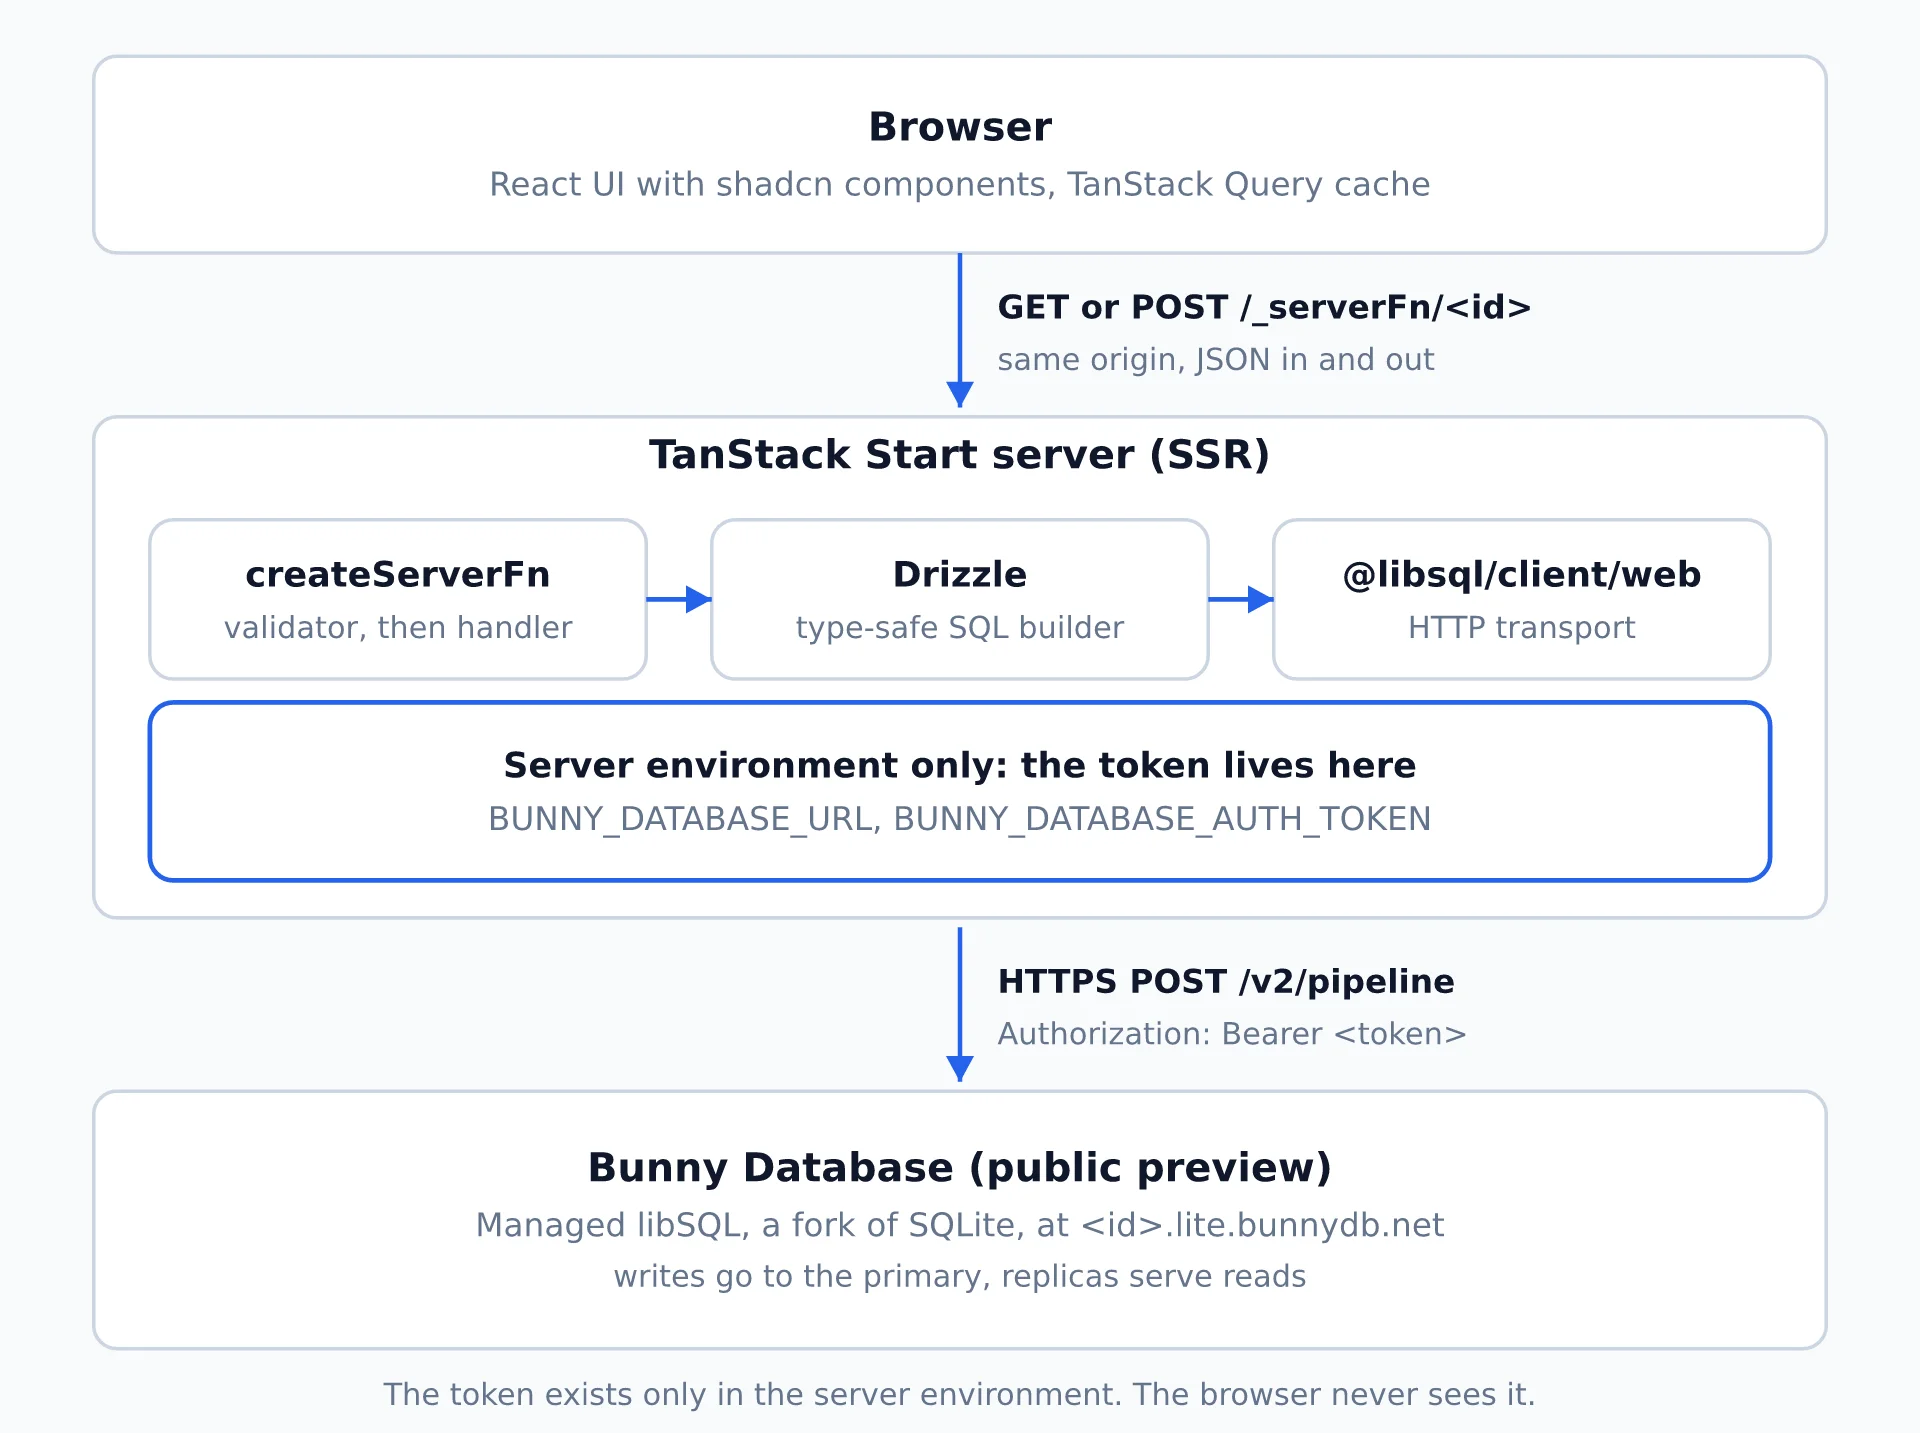 Browser
React UI with shadcn components, TanStack Query cache
GET or POST /_serverFn/<id>
same origin, JSON in and out
TanStack Start server (SSR)
createServerFn
validator, then handler
Drizzle
type-safe SQL builder
@libsql/client/web
HTTP transport
Server environment only: the token lives here
BUNNY_DATABASE_URL, BUNNY_DATABASE_AUTH_TOKEN
HTTPS POST /v2/pipeline
Authorization: Bearer <token>
Bunny Database (public preview)
Managed libSQL, a fork of SQLite, at <id>.lite.bunnydb.net
writes go to the primary, replicas serve reads
The token exists only in the server environment. The browser never sees it.